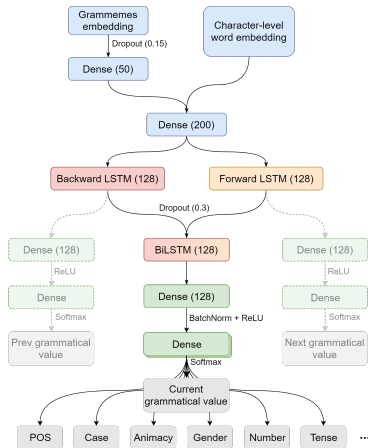 Grammemes
embedding
Character-level
word embedding
Dropout (0.15)
Dense (50)
Dense (200)
Backward LSTM (128)
Forward LSTM (128)
Dropout (0.3)
Dense (128)
BiLSTM (128)
Dense (128)
ReLU
ReLU
Dense
Dense (128)
Dense
Softmax
BatchNorm + ReLU
Softmax
Prev grammatical
value
Dense
Next grammatical
value
Softmax
Current
grammatical value
POS
Case
Animacy
Gender
Number
Tense
...